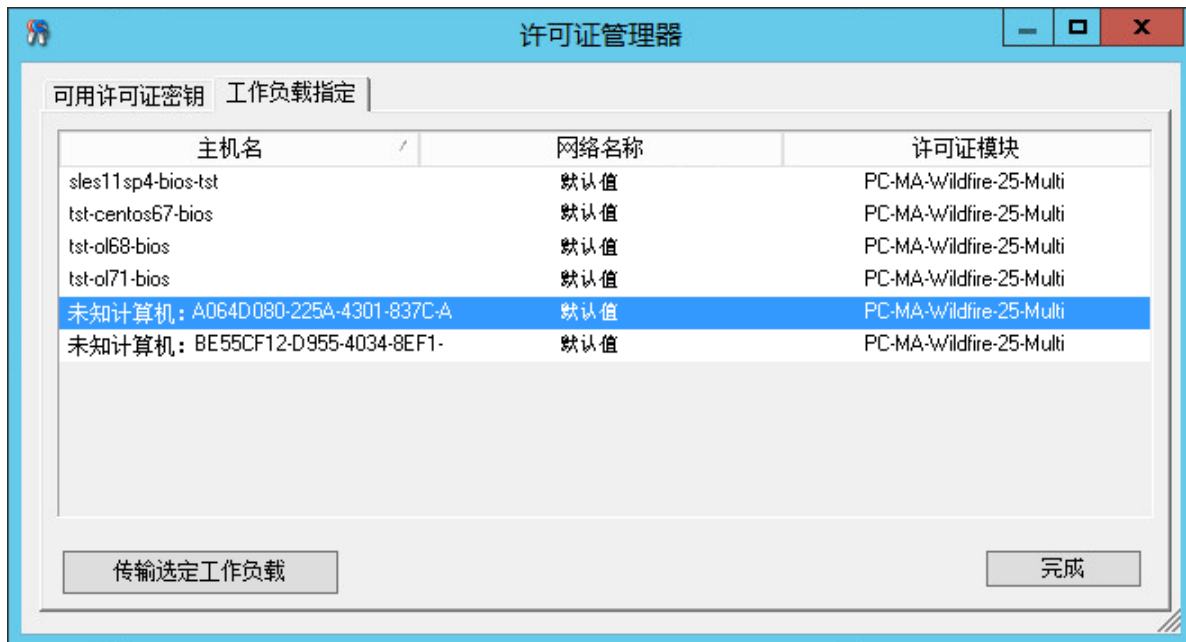 许可证管理器
可用许可证密钥 工作负载指定
主机名 网络名称 许可证模块
sles11sp4-bios-tst 默认值 PC-MA-Wildfire-25-Multi
tst-centos67-bios 默认值 PC-MA-Wildfire-25-Multi
tst-ol68-bios 默认值 PC-MA-Wildfire-25-Multi
tst-ol71-bios 默认值 PC-MA-Wildfire-25-Multi
未知计算机: A064D080-225A-4301-837C-A 默认值 PC-MA-Wildfire-25-Multi
未知计算机: BE55CF12-D955-4034-8EF1- 默认值 PC-MA-Wildfire-25-Multi
传输选定工作负载 完成